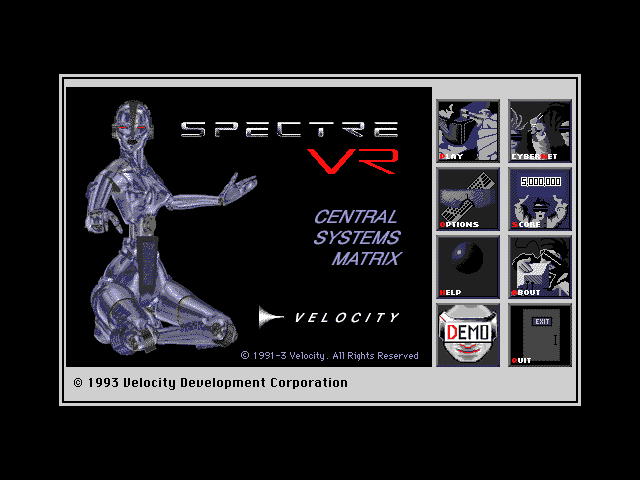 SPECTRE
VR
CENTRAL
SYSTEMS
MATRIX
VELOCITY
© 1991-3 Velocity. All Rights Reserved
PLAY
CYBERNET
OPTIONS
5,000,000
SCORE
HELP
ABOUT
DEMO
EXIT
QUIT
© 1993 Velocity Development Corporation